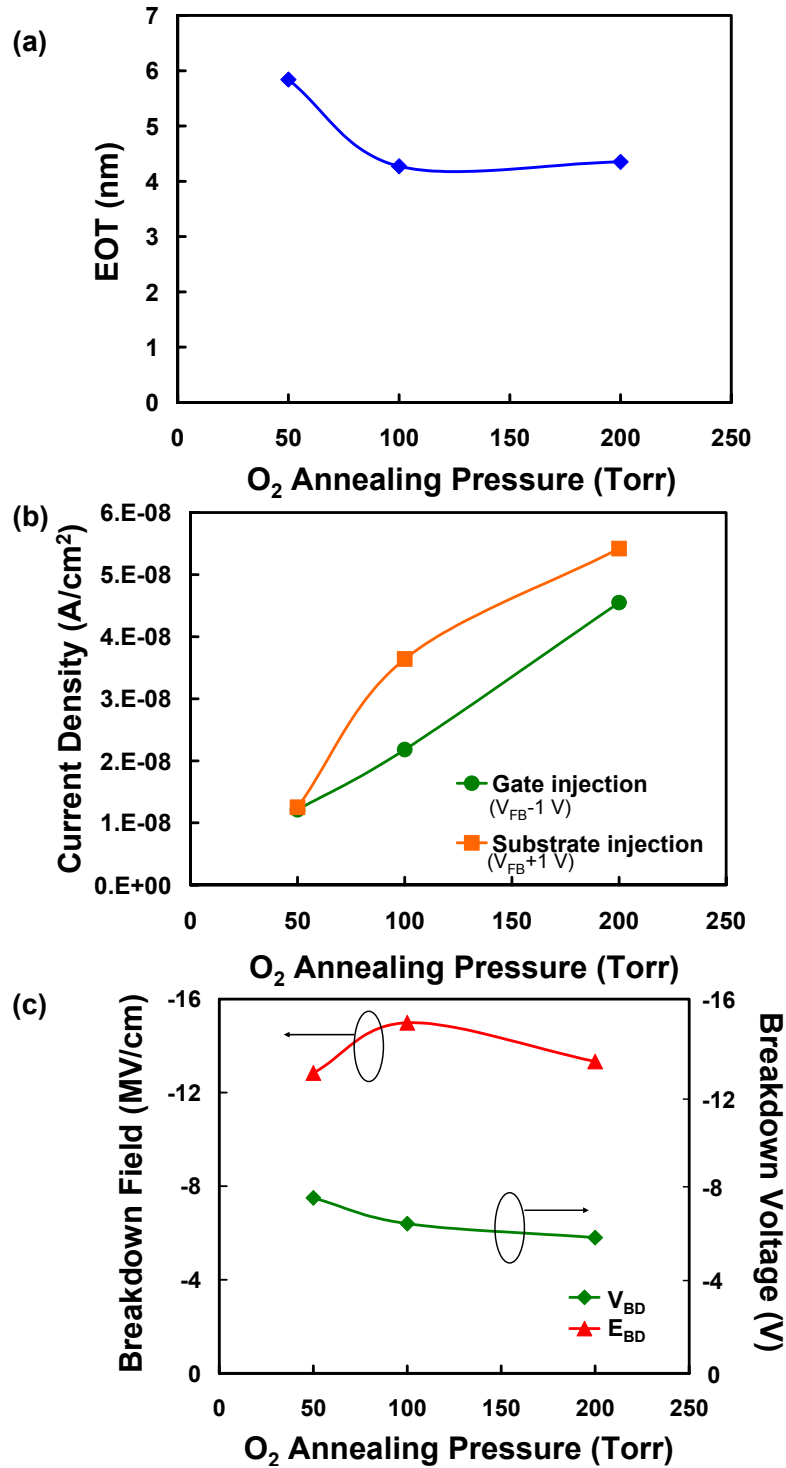 (a)
7
6
5
4
3
2
1
0
EOT (nm)
0 50 100 150 200 250
O₂ Annealing Pressure (Torr)
(b)
6.E-08
5.E-08
4.E-08
3.E-08
2.E-08
1.E-08
0.E+00
Current Density (A/cm²)
Gate injection
(V_FB-1 V)
Substrate injection
(V_FB+1 V)
0 50 100 150 200 250
O₂ Annealing Pressure (Torr)
(c)
-16
-12
-8
-4
0
Breakdown Field (MV/cm)
-16
-12
-8
-4
0
Breakdown Voltage (V)
V_BD
E_BD
0 50 100 150 200 250
O₂ Annealing Pressure (Torr)